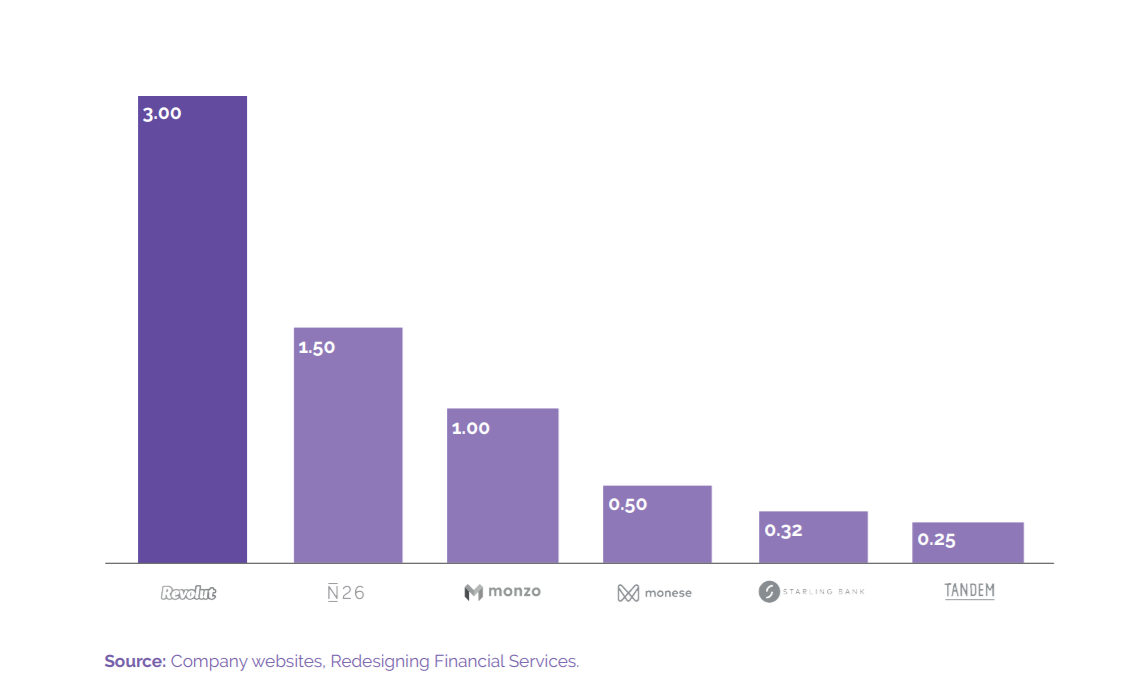 3.00
1.50
1.00
0.50
0.32
0.25
Revolut
N26
monzo
monese
STARLING BANK
TANDEM
Source: Company websites, Redesigning Financial Services.